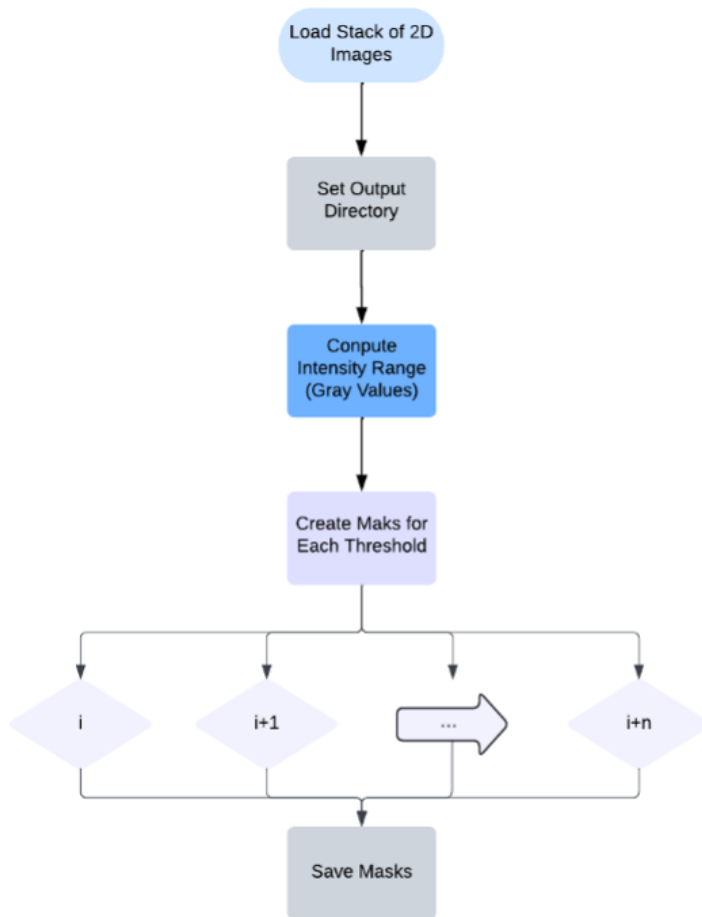 Load Stack of 2D
Images
Set Output
Directory
Conpute
Intensity Range
(Gray Values)
Create Maks for
Each Threshold
i
i+1
...
i+n
Save Masks